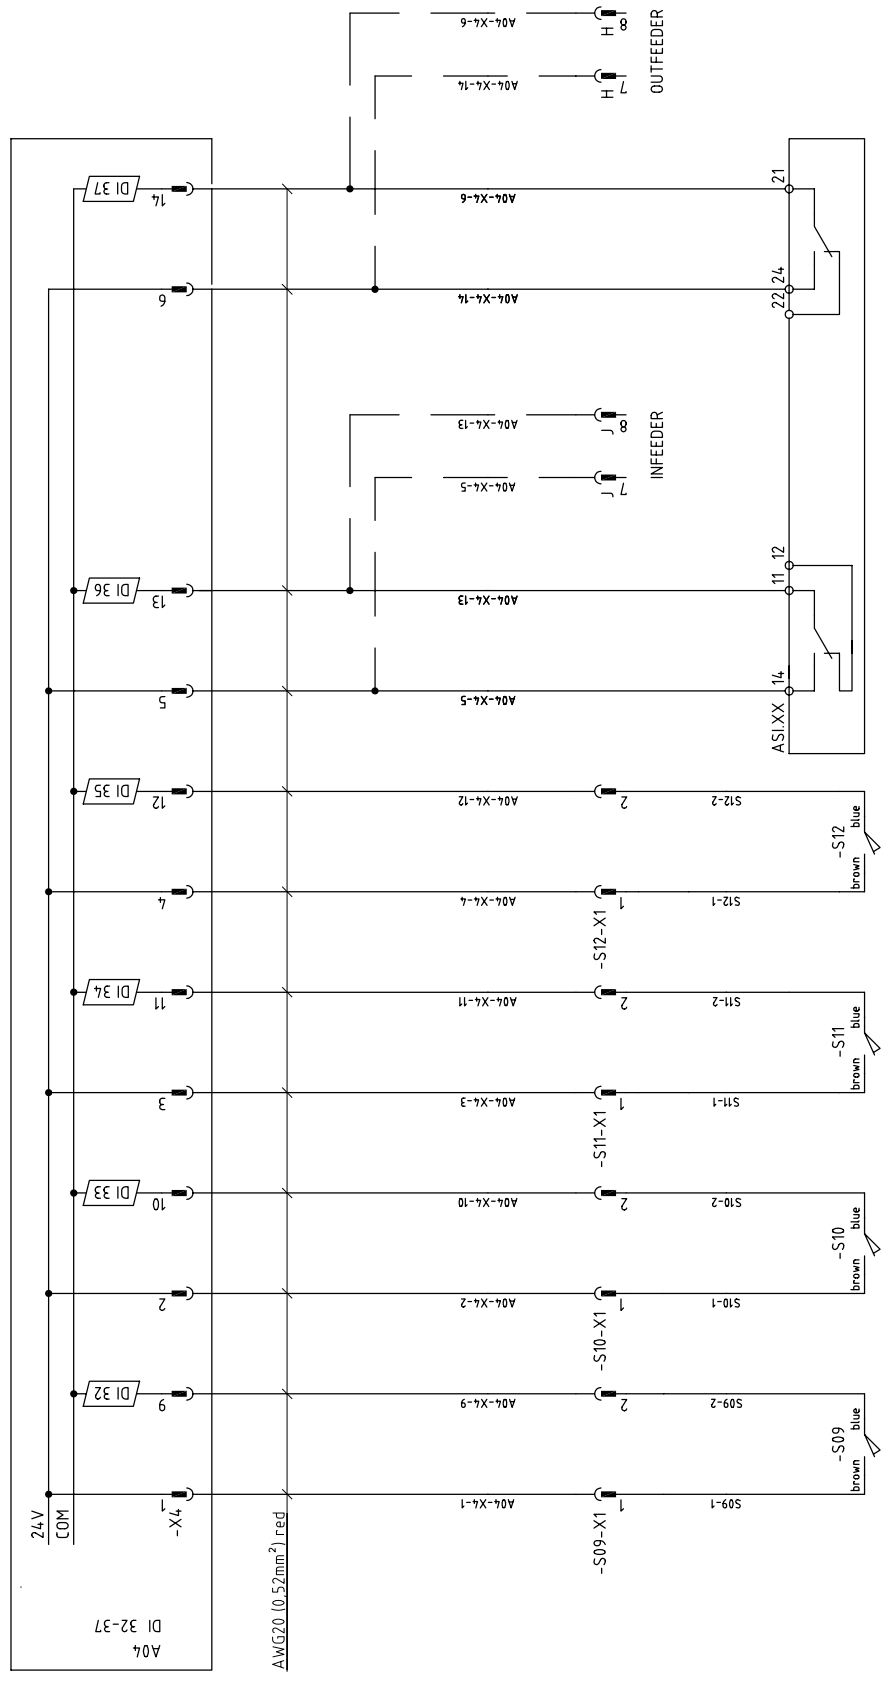 A04-X4-6
H 8
A04-X4-14
H 7
OUTFEEDER
DI 37
14
A04-X4-6
21
6
A04-X4-14
24
22
A04-X4-13
J 8
A04-X4-5
J 7
INFEEDER
12
DI 36
13
A04-X4-13
11
5
A04-X4-5
14
ASI.XX
DI 35
12
A04-X4-12
2
S12-2
blue
-S12
brown
4
A04-X4-4
1
S12-1
-S12-X1
DI 34
11
A04-X4-11
2
S11-2
blue
-S11
brown
3
A04-X4-3
1
S11-1
-S11-X1
DI 33
10
A04-X4-10
2
S10-2
blue
-S10
brown
2
A04-X4-2
1
S10-1
-S10-X1
DI 32
9
A04-X4-9
2
S09-2
blue
-S09
brown
1
A04-X4-1
1
S09-1
-S09-X1
24V
COM
-X4
AWG20 (0.52mm²) red
DI 32-37
A04